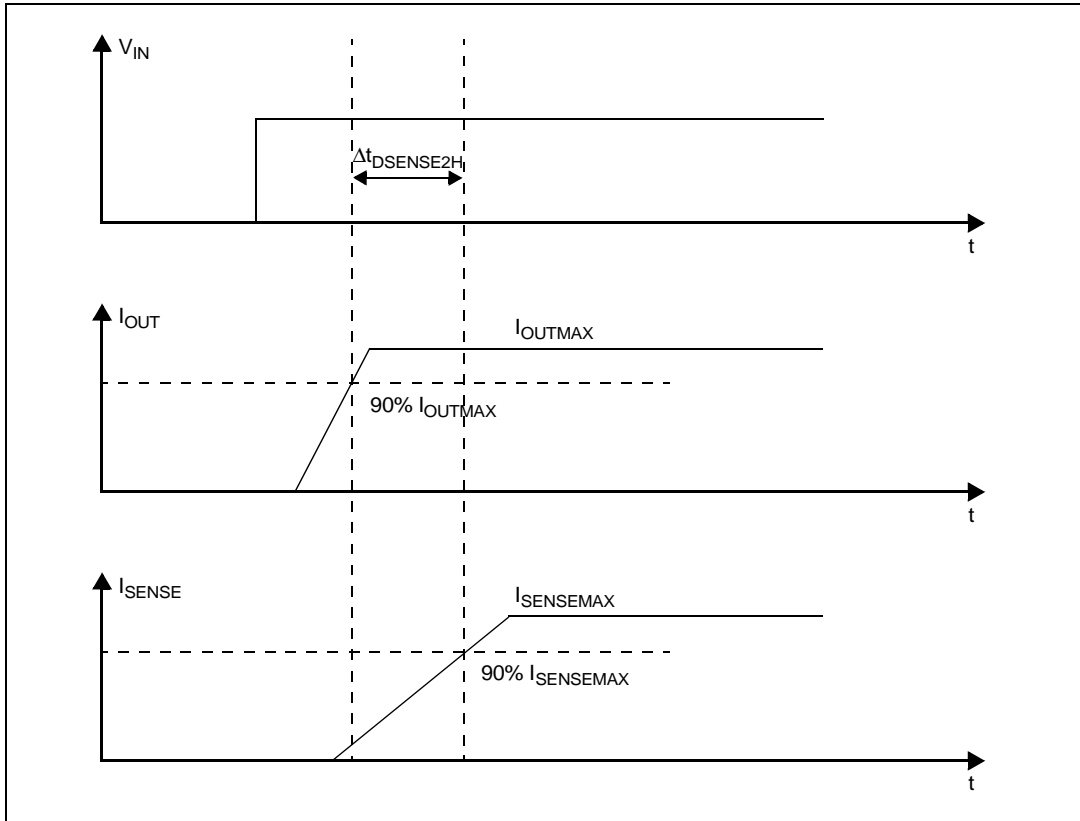 V_IN
Δt_DSENSE2H
t
I_OUT
I_OUTMAX
90% I_OUTMAX
t
I_SENSE
I_SENSEMAX
90% I_SENSEMAX
t